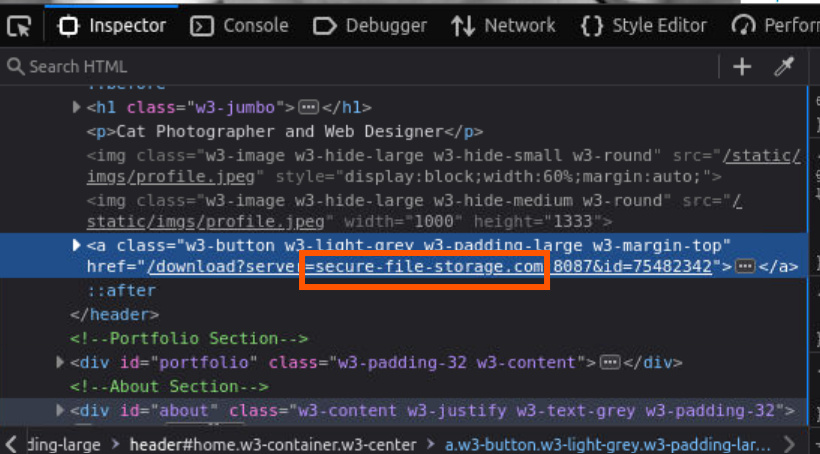 Inspector Console Debugger Network Style Editor
Search HTML
::before
<h1 class="w3-jumbo"></h1>
<p>Cat Photographer and Web Designer</p>
<img class="w3-image w3-hide-large w3-hide-small w3-round" src="/static/
imgs/profile.jpeg" style="display:block;width:60%;margin:auto;">
<img class="w3-image w3-hide-large w3-hide-medium w3-round" src="/
static/imgs/profile.jpeg" width="1000" height="1333">
<a class="w3-button w3-light-grey w3-padding-large w3-margin-top"
href="/download?server=secure-file-storage.com:8087&id=75482342"></a>
::after
</header>
<!--Portfolio Section-->
<div id="portfolio" class="w3-padding-32 w3-content"></div>
<!--About Section-->
<div id="about" class="w3-content w3-justify w3-text-grey w3-padding-32">
ding-large header#home.w3-container.w3-center a.w3-button.w3-light-grey.w3-padding-lar…